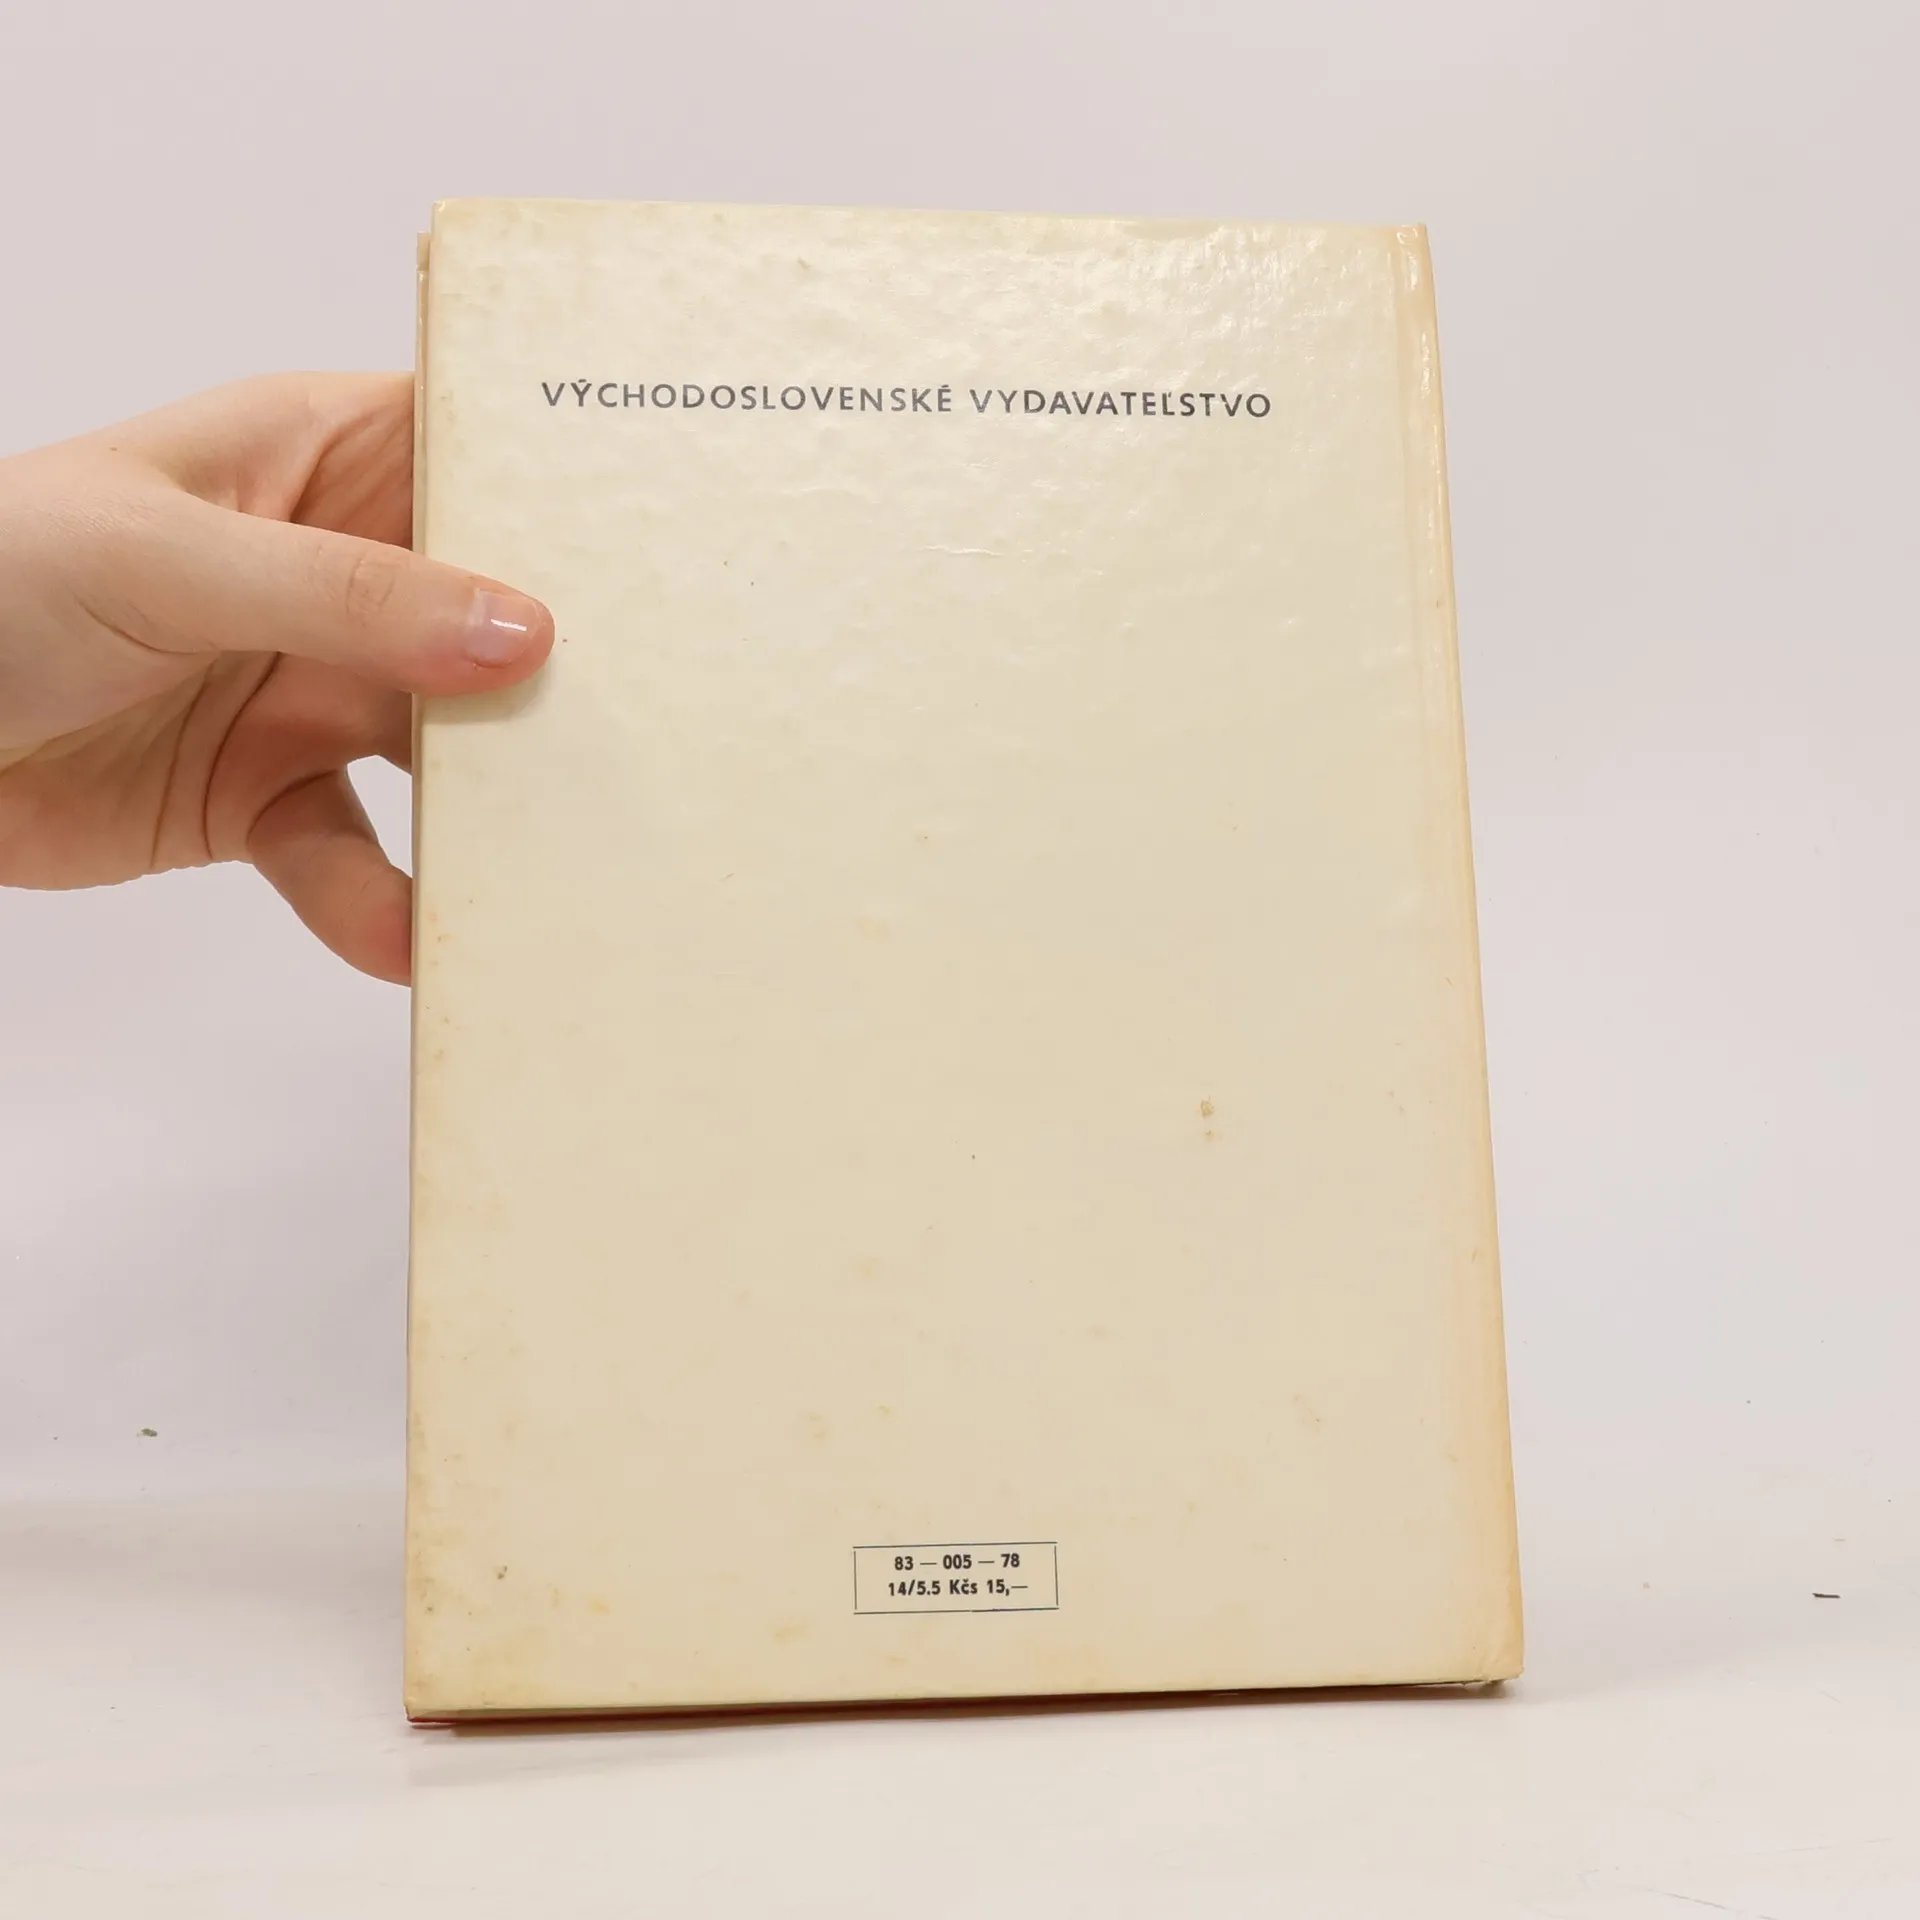 VÝCHODOSLOVENSKÉ VYDAVATEĽSTVO
83 — 005 — 78
14/5.5 Kčs 15,—